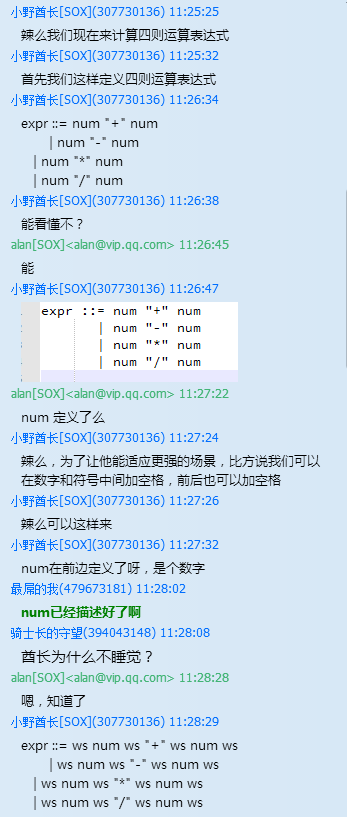 小野酋长[SOX](307730136) 11:25:25
辣么我们现在来计算四则运算表达式
小野酋长[SOX](307730136) 11:25:32
首先我们这样定义四则运算表达式
小野酋长[SOX](307730136) 11:26:34
expr ::= num "+" num
| num "-" num
| num "*" num
| num "/" num
小野酋长[SOX](307730136) 11:26:38
能看懂不？
alan[SOX]<alan@vip.qq.com> 11:26:45
能
小野酋长[SOX](307730136) 11:26:47
expr ::= num "+" num
| num "-" num
| num "*" num
| num "/" num
alan[SOX]<alan@vip.qq.com> 11:27:22
num 定义了么
小野酋长[SOX](307730136) 11:27:24
辣么，为了让他能适应更强的场景，比方说我们可以
在数字和符号中间加空格，前后也可以加空格
小野酋长[SOX](307730136) 11:27:26
辣么可以这样来
小野酋长[SOX](307730136) 11:27:32
num在前边定义了呀，是个数字
最屌的我(479673181) 11:28:02
num已经描述好了啊
骑士长的守望(394043148) 11:28:08
酋长为什么不睡觉？
alan[SOX]<alan@vip.qq.com> 11:28:28
嗯，知道了
小野酋长[SOX](307730136) 11:28:29
expr ::= ws num ws "+" ws num ws
| ws num ws "-" ws num ws
| ws num ws "*" ws num ws
| ws num ws "/" ws num ws